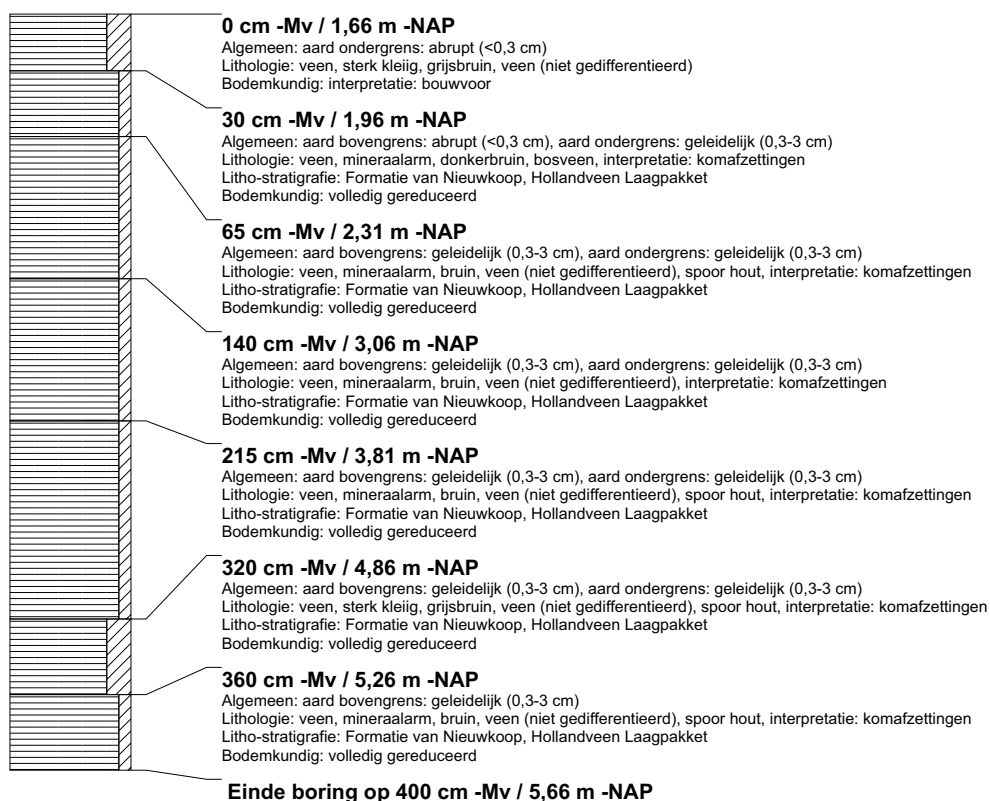 0 cm -Mv / 1,66 m -NAP
Algemeen: aard ondergrens: abrupt (<0,3 cm)
Lithologie: veen, sterk kleiig, grijsbruin, veen (niet gedifferentieerd)
Bodemkundig: interpretatie: bouwvoor
30 cm -Mv / 1,96 m -NAP
Algemeen: aard bovengrens: abrupt (<0,3 cm), aard ondergrens: geleidelijk (0,3-3 cm)
Lithologie: veen, mineraalarm, donkerbruin, bosveen, interpretatie: komafzettingen
Litho-stratigrafie: Formatie van Nieuwkoop, Hollandveen Laagpakket
Bodemkundig: volledig gereduceerd
65 cm -Mv / 2,31 m -NAP
Algemeen: aard bovengrens: geleidelijk (0,3-3 cm), aard ondergrens: geleidelijk (0,3-3 cm)
Lithologie: veen, mineraalarm, bruin, veen (niet gedifferentieerd), spoor hout, interpretatie: komafzettingen
Litho-stratigrafie: Formatie van Nieuwkoop, Hollandveen Laagpakket
Bodemkundig: volledig gereduceerd
140 cm -Mv / 3,06 m -NAP
Algemeen: aard bovengrens: geleidelijk (0,3-3 cm), aard ondergrens: geleidelijk (0,3-3 cm)
Lithologie: veen, mineraalarm, bruin, veen (niet gedifferentieerd), interpretatie: komafzettingen
Litho-stratigrafie: Formatie van Nieuwkoop, Hollandveen Laagpakket
Bodemkundig: volledig gereduceerd
215 cm -Mv / 3,81 m -NAP
Algemeen: aard bovengrens: geleidelijk (0,3-3 cm), aard ondergrens: geleidelijk (0,3-3 cm)
Lithologie: veen, mineraalarm, bruin, veen (niet gedifferentieerd), spoor hout, interpretatie: komafzettingen
Litho-stratigrafie: Formatie van Nieuwkoop, Hollandveen Laagpakket
Bodemkundig: volledig gereduceerd
320 cm -Mv / 4,86 m -NAP
Algemeen: aard bovengrens: geleidelijk (0,3-3 cm), aard ondergrens: geleidelijk (0,3-3 cm)
Lithologie: veen, sterk kleiig, grijsbruin, veen (niet gedifferentieerd), spoor hout, interpretatie: komafzettingen
Litho-stratigrafie: Formatie van Nieuwkoop, Hollandveen Laagpakket
Bodemkundig: volledig gereduceerd
360 cm -Mv / 5,26 m -NAP
Algemeen: aard bovengrens: geleidelijk (0,3-3 cm)
Lithologie: veen, mineraalarm, bruin, veen (niet gedifferentieerd), spoor hout, interpretatie: komafzettingen
Litho-stratigrafie: Formatie van Nieuwkoop, Hollandveen Laagpakket
Bodemkundig: volledig gereduceerd
Einde boring op 400 cm -Mv / 5,66 m -NAP